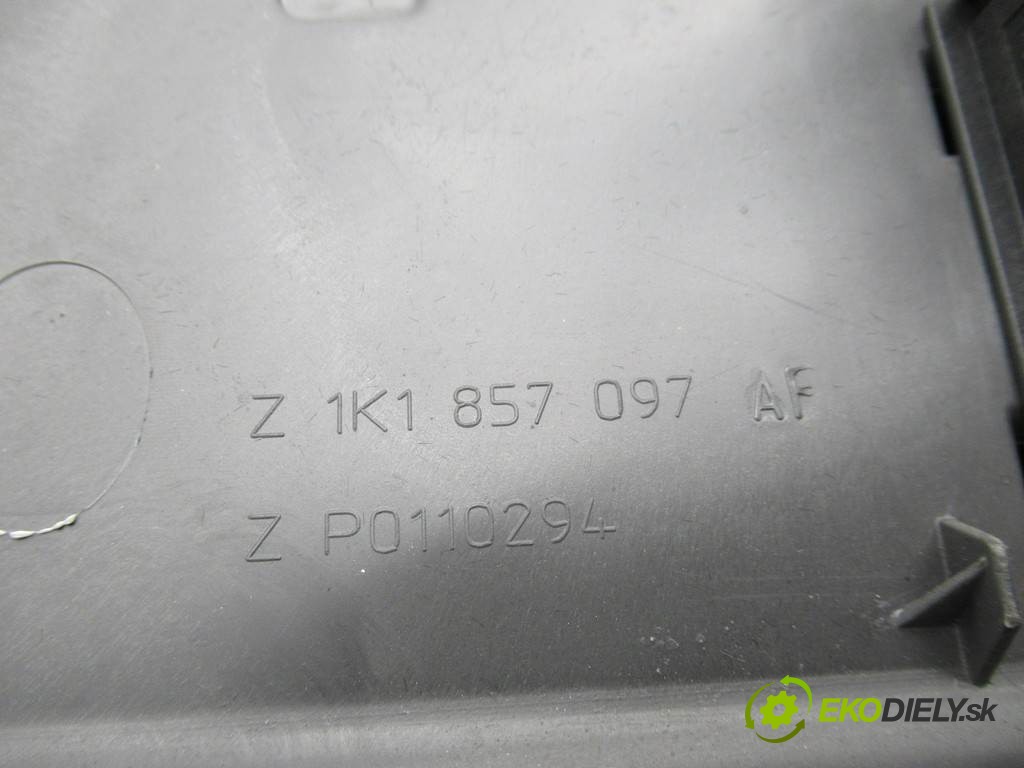 Z 1K1 857 097 AF
Z P0110294
EKODIELY.sk